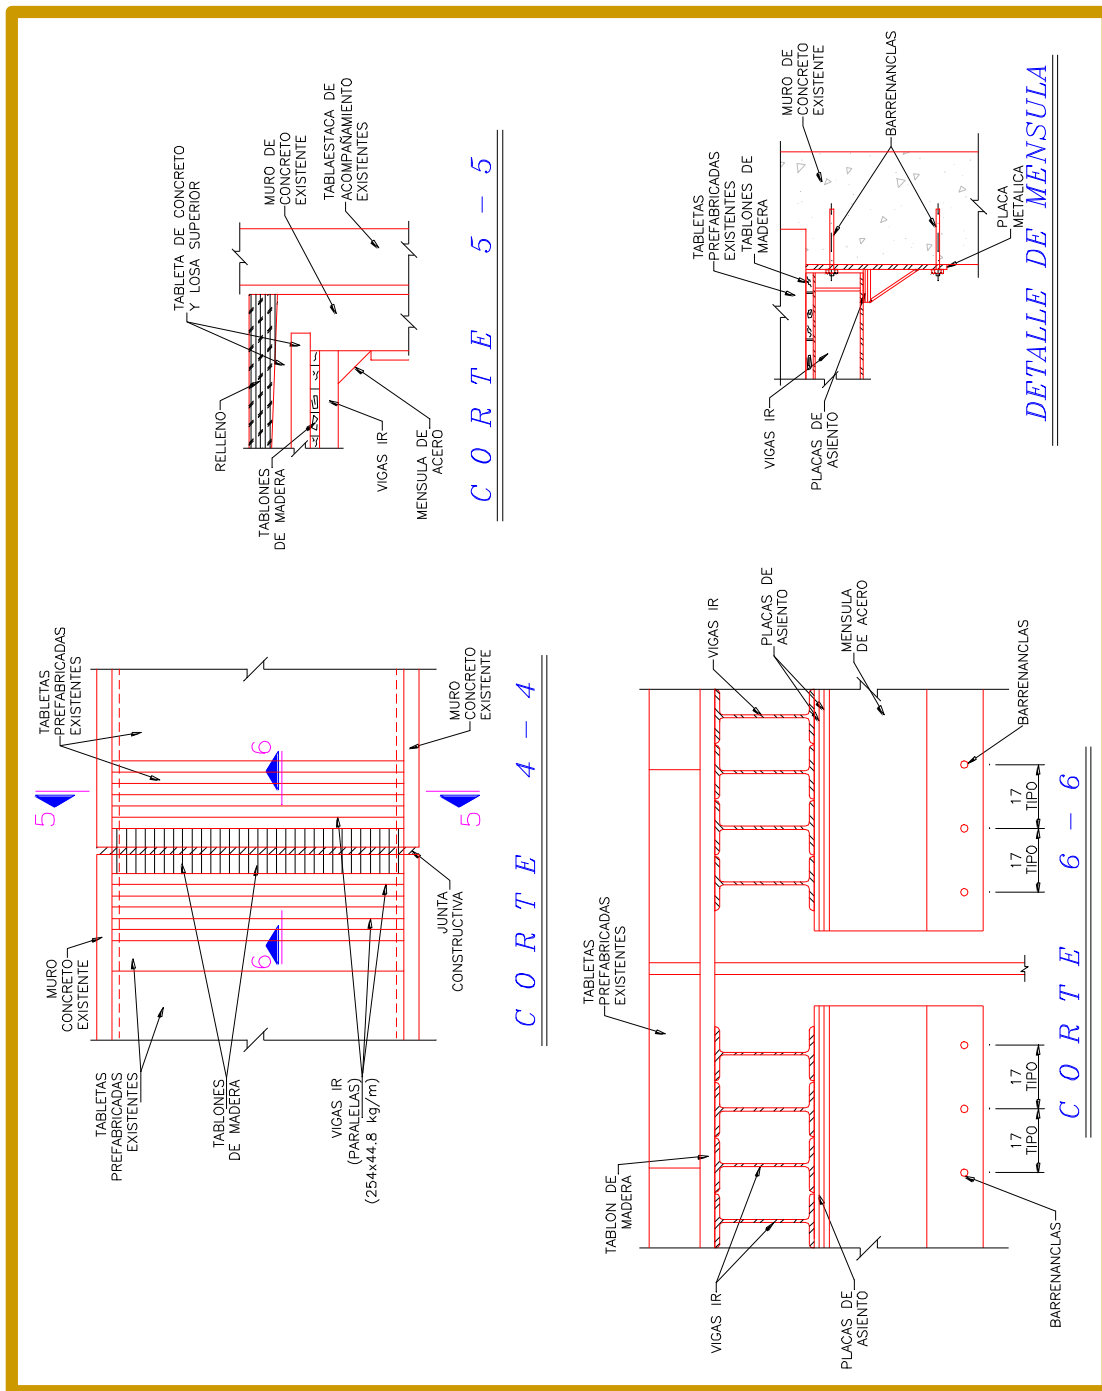 TABLETAS
PREFABRICADAS
EXISTENTES
MURO
CONCRETO
EXISTENTE
TABLETAS
PREFABRICADAS
EXISTENTES
TABLONES
DE MADERA
VIGAS IR
(PARALELAS)
(254x44.8 kg/m)
JUNTA
CONSTRUCTIVA
MURO
CONCRETO
EXISTENTE
5
5
6
6
CORTE 4-4
TABLETA DE CONCRETO
Y LOSA SUPERIOR
MURO DE
CONCRETO
EXISTENTE
TABLAESTACA DE
ACOMPAÑAMIENTO
EXISTENTES
RELLENO
TABLONES
DE MADERA
VIGAS IR
MENSULA DE
ACERO
CORTE 5-5
TABLETAS
PREFABRICADAS
EXISTENTES
TABLON DE
MADERA
VIGAS IR
PLACAS DE
ASIENTO
BARRENANCLAS
17
TIPO
17
TIPO
VIGAS IR
PLACAS DE
ASIENTO
MENSULA
DE ACERO
BARRENANCLAS
17
TIPO
17
TIPO
CORTE 6-6
TABLETAS
PREFABRICADAS
EXISTENTES
TABLONES DE
MADERA
MURO DE
CONCRETO
EXISTENTE
BARRENANCLAS
PLACA
METALICA
VIGAS IR
PLACAS DE
ASIENTO
DETALLE DE MENSULA